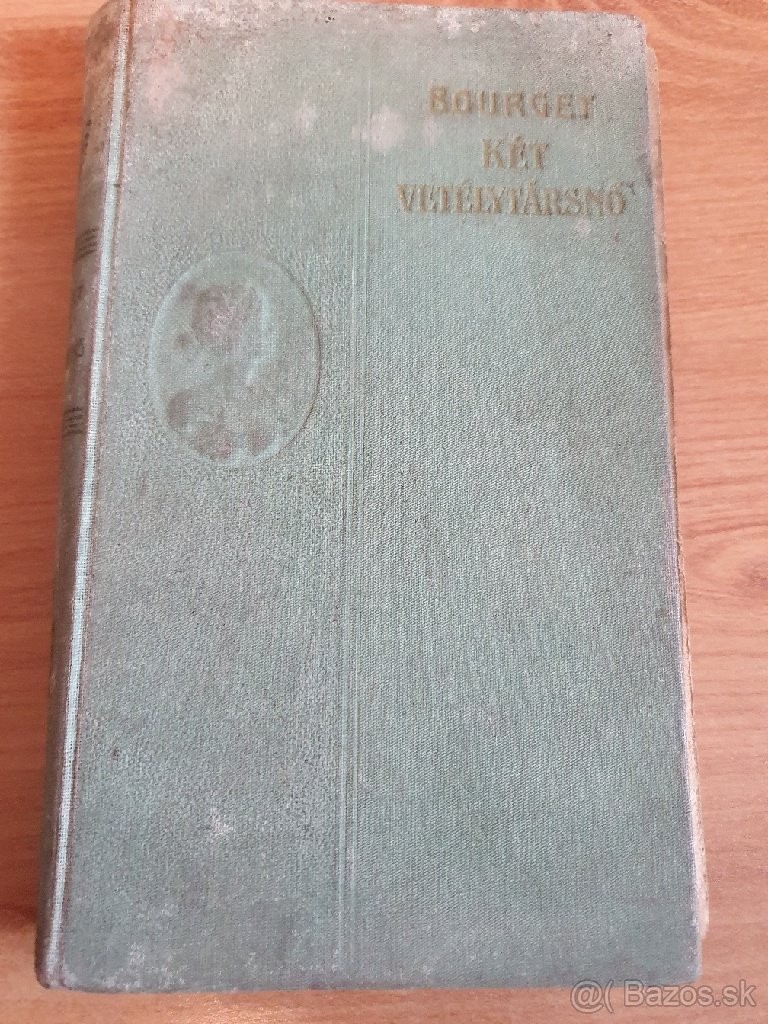 BOURGET
KÉT
VETÉLYTÁRSNŐ
@( Bazos.sk